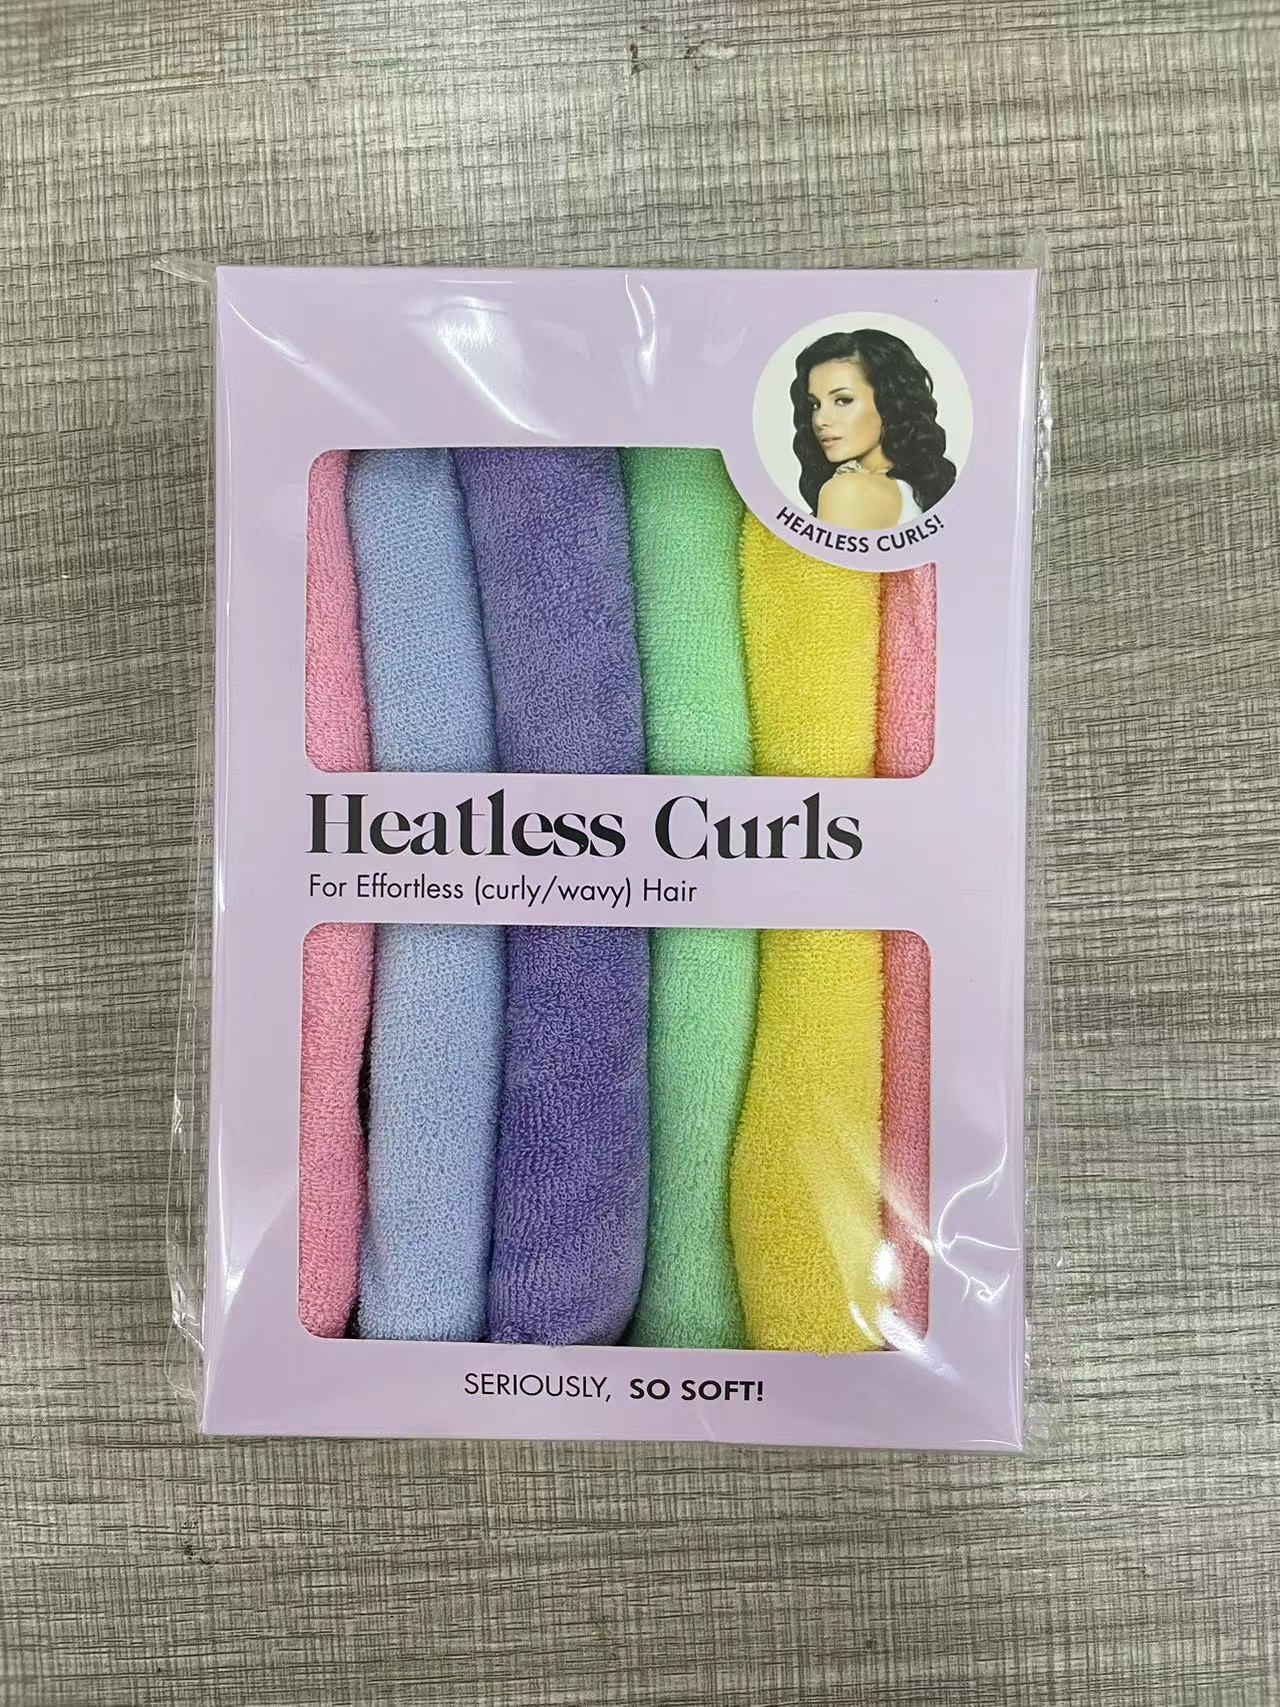 HEATLESS CURLS!
Heatless Curls
For Effortless (curly/wavy) Hair
SERIOUSLY, SO SOFT!